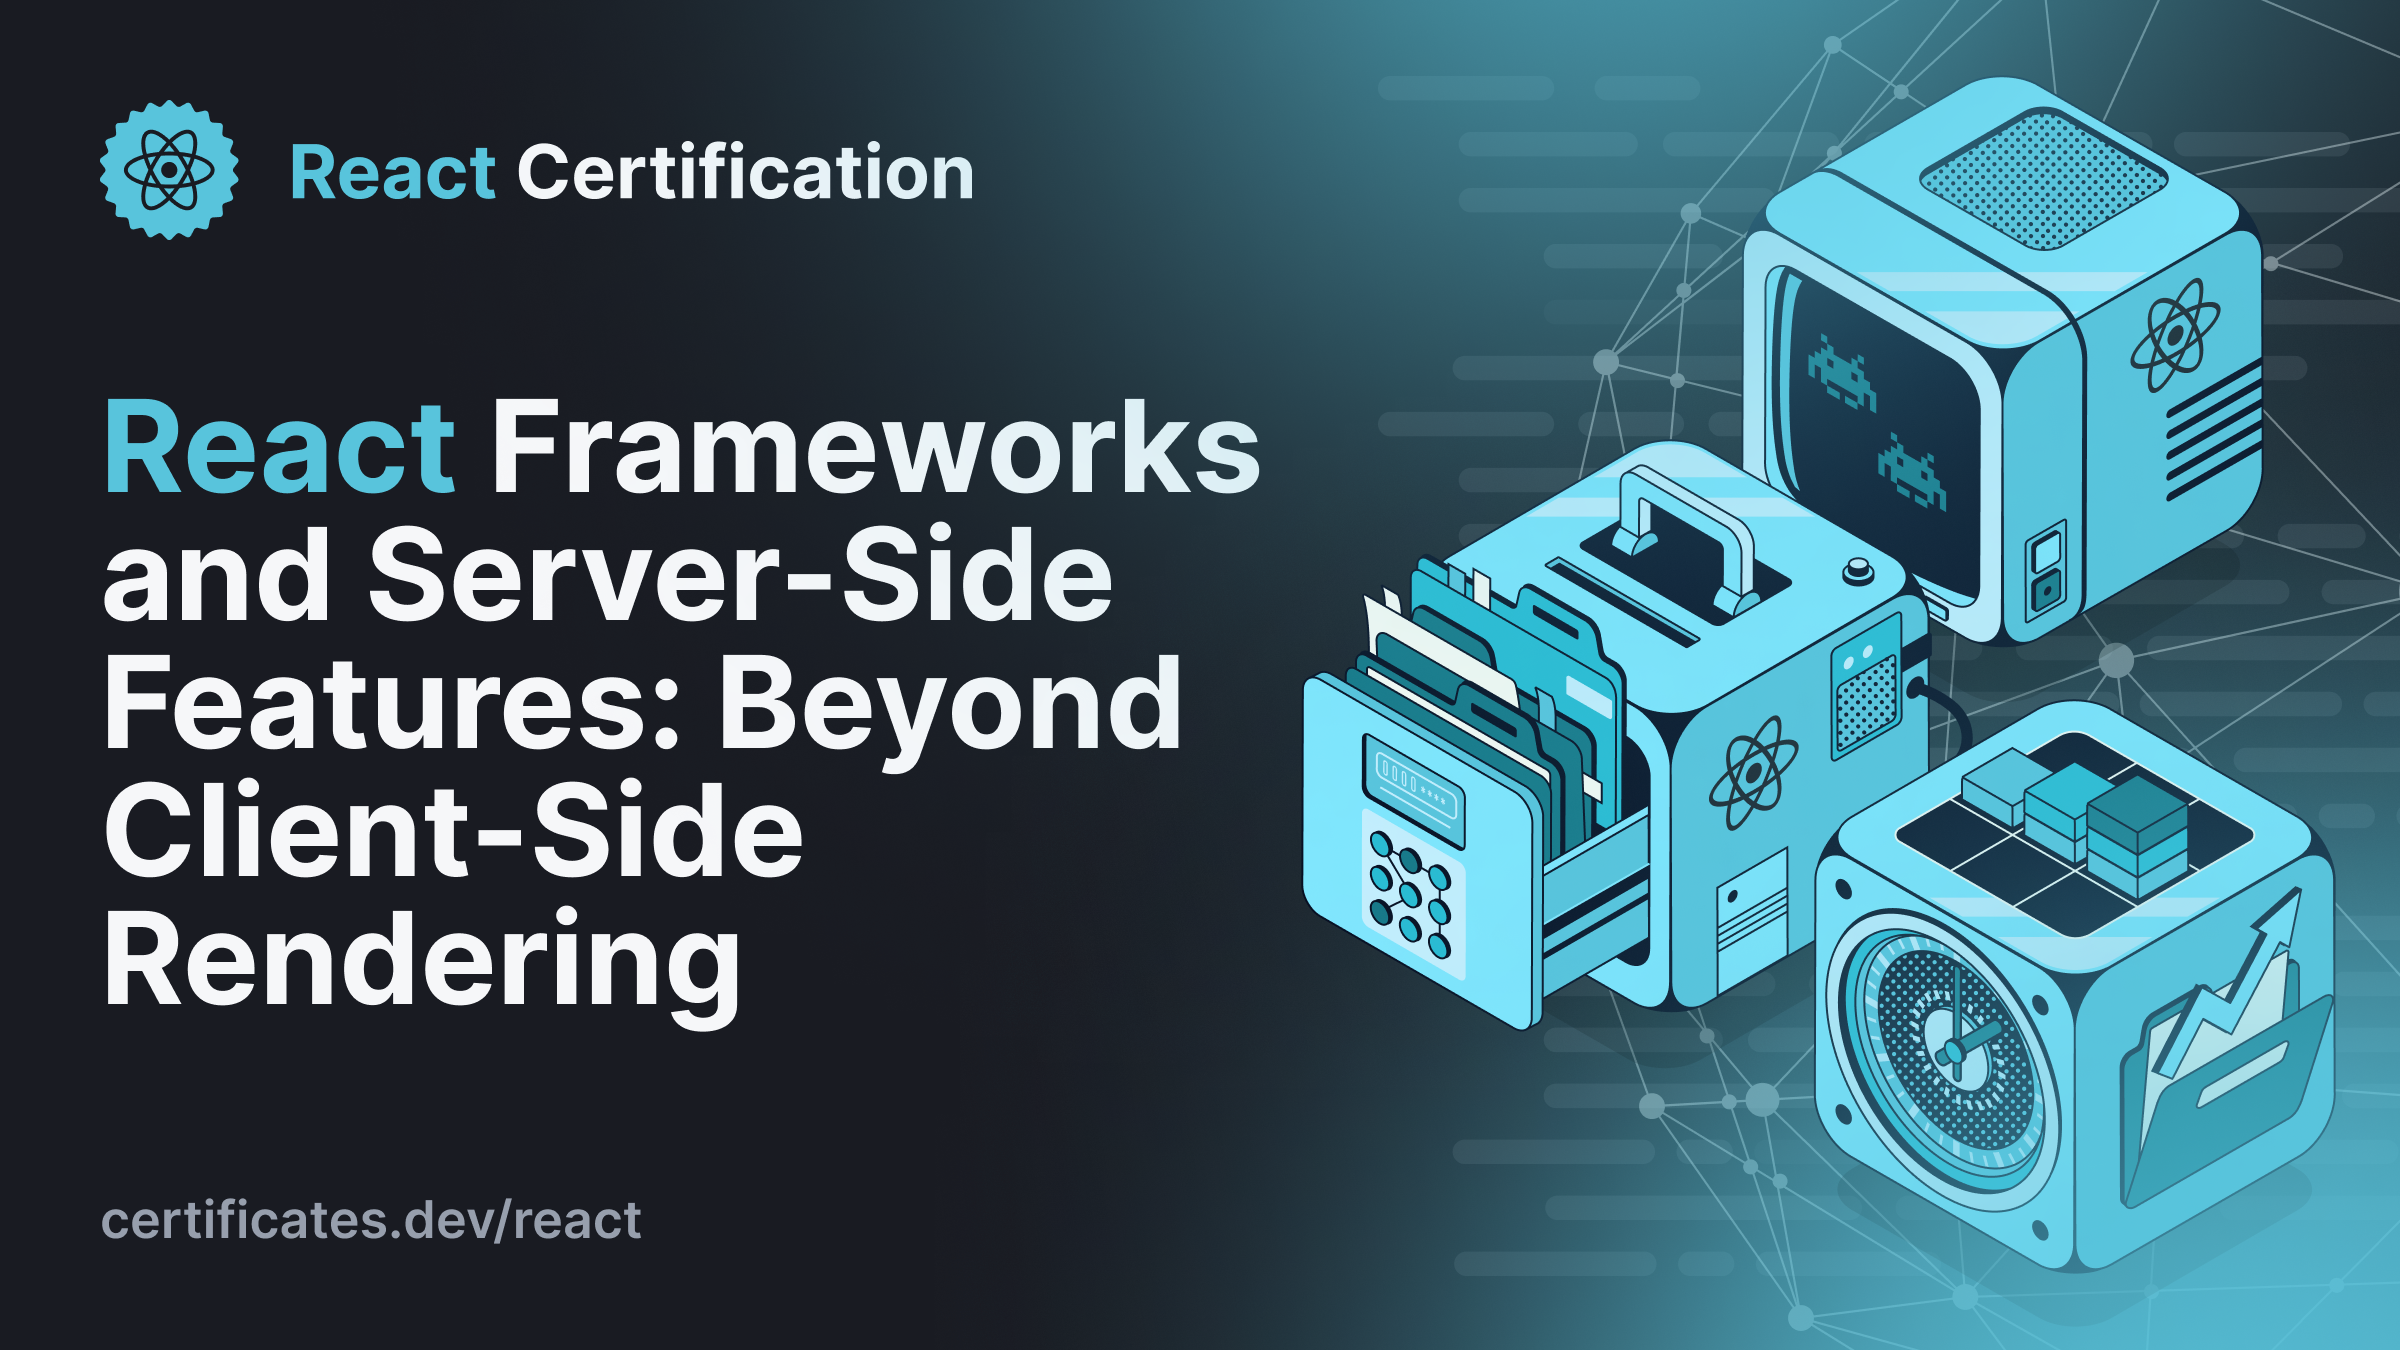 React Certification
React Frameworks
and Server-Side
Features: Beyond
Client-Side
Rendering
certificates.dev/react